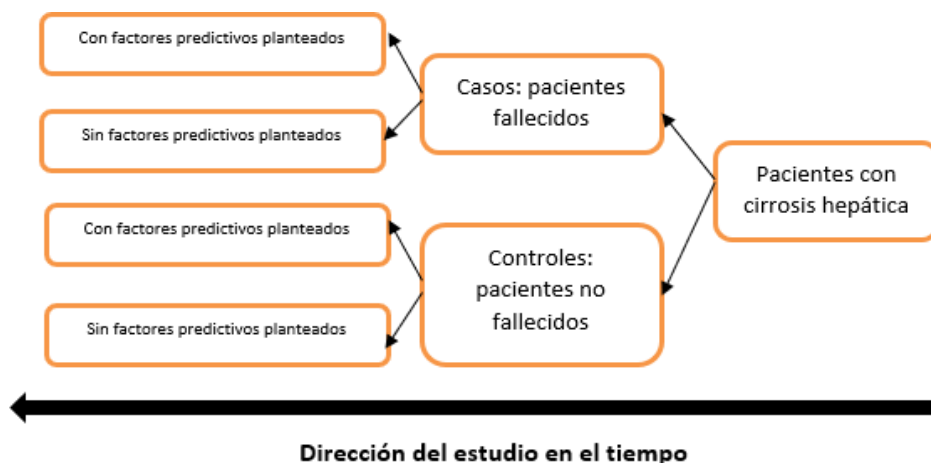 Con factores predictivos planteados
Sin factores predictivos planteados
Con factores predictivos planteados
Sin factores predictivos planteados
Casos: pacientes
fallecidos
Controles:
pacientes no
fallecidos
Pacientes con
cirrosis hepática
Dirección del estudio en el tiempo